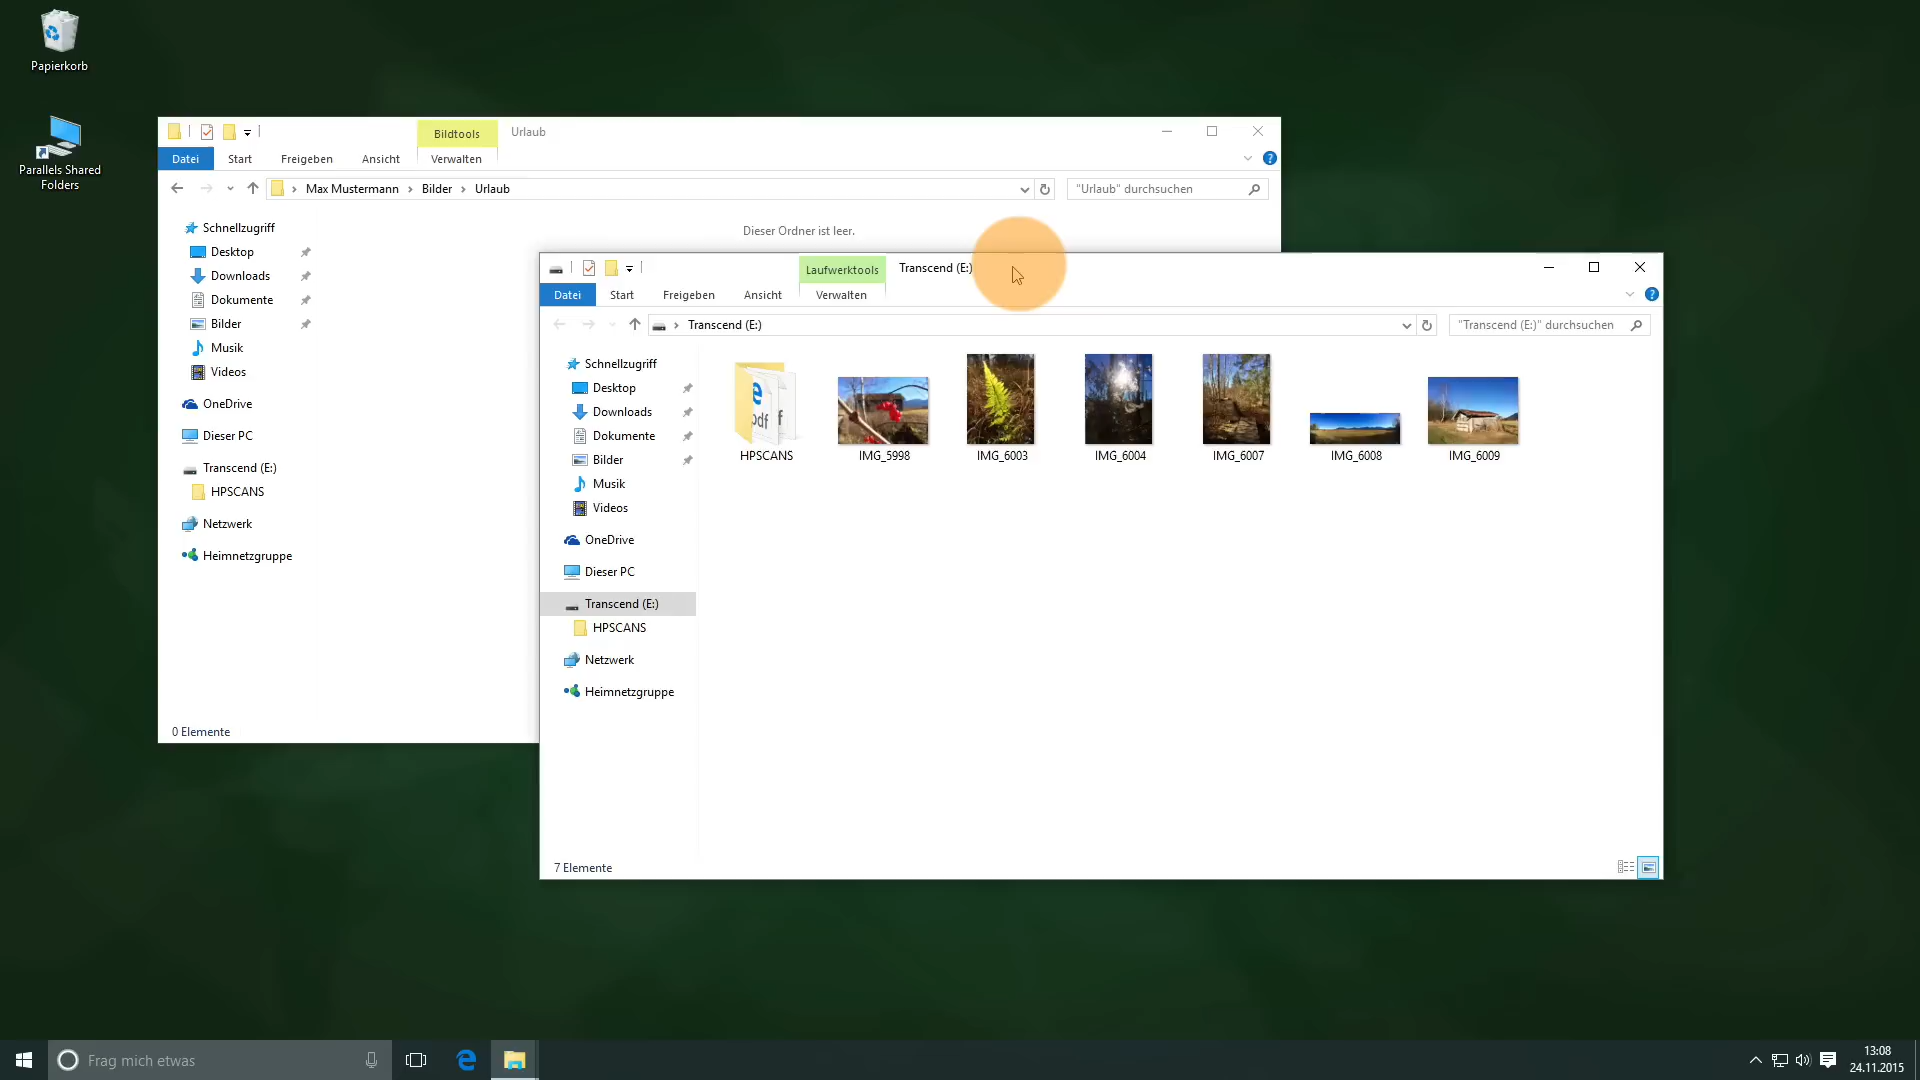 Papierkorb
Parallels Shared
Folders
Bildtools
Urlaub
Datei
Start
Freigeben
Ansicht
Verwalten
Max Mustermann
Bilder
Urlaub
"Urlaub" durchsuchen
Schnellzugriff
Desktop
Downloads
Dokumente
Bilder
Musik
Videos
OneDrive
Dieser PC
Transcend (E:)
HPSCANS
Netzwerk
Heimnetzgruppe
Dieser Ordner ist leer.
0 Elemente
Laufwerktools
Transcend (E:)
Datei
Start
Freigeben
Ansicht
Verwalten
Transcend (E:)
"Transcend (E:)" durchsuchen
Schnellzugriff
Desktop
Downloads
Dokumente
Bilder
Musik
Videos
OneDrive
Dieser PC
Transcend (E:)
HPSCANS
Netzwerk
Heimnetzgruppe
pdf
HPSCANS
IMG_5998
IMG_6003
IMG_6004
IMG_6007
IMG_6008
IMG_6009
7 Elemente
Frag mich etwas
13:08
24.11.2015